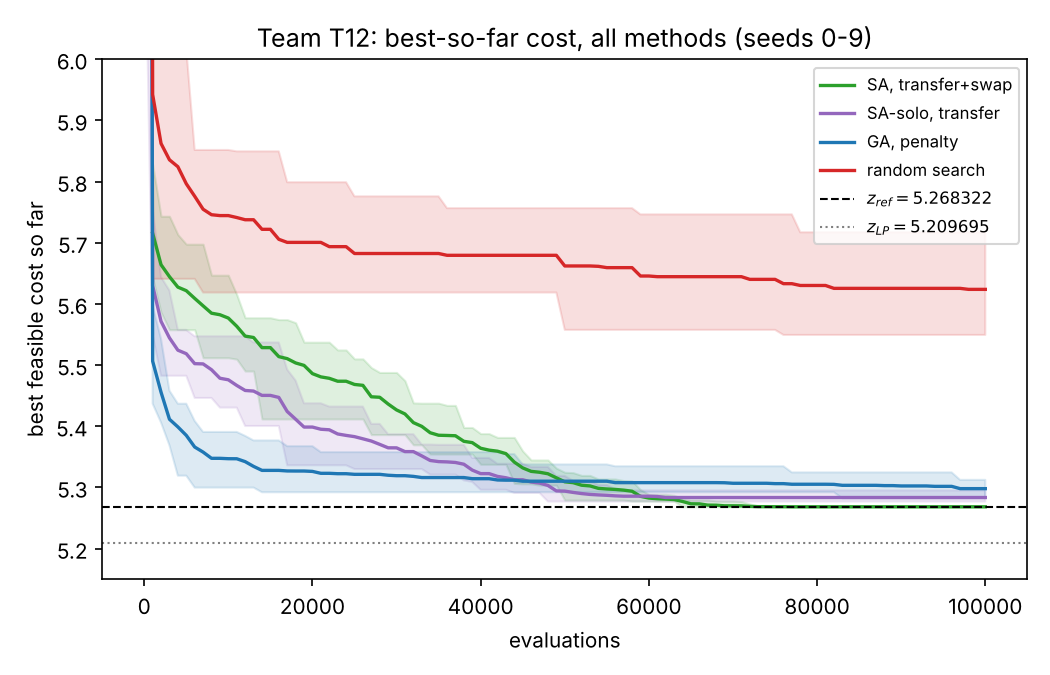 Team T12: best-so-far cost, all methods (seeds 0-9)
6.0
5.9
5.8
5.7
5.6
5.5
5.4
5.3
5.2
best feasible cost so far
SA, transfer+swap
SA-solo, transfer
GA, penalty
random search
z_ref = 5.268322
z_LP = 5.209695
0 20000 40000 60000 80000 100000
evaluations